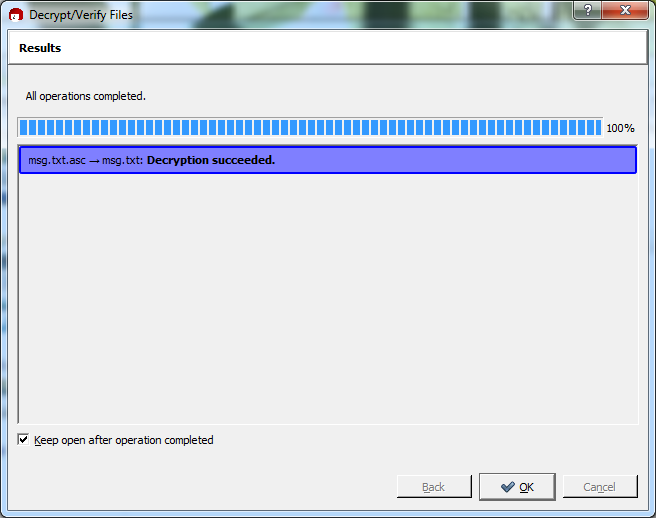 Decrypt/Verify Files
Results
All operations completed.
100%
msg.txt.asc → msg.txt: Decryption succeeded.
Keep open after operation completed
Back
OK
Cancel